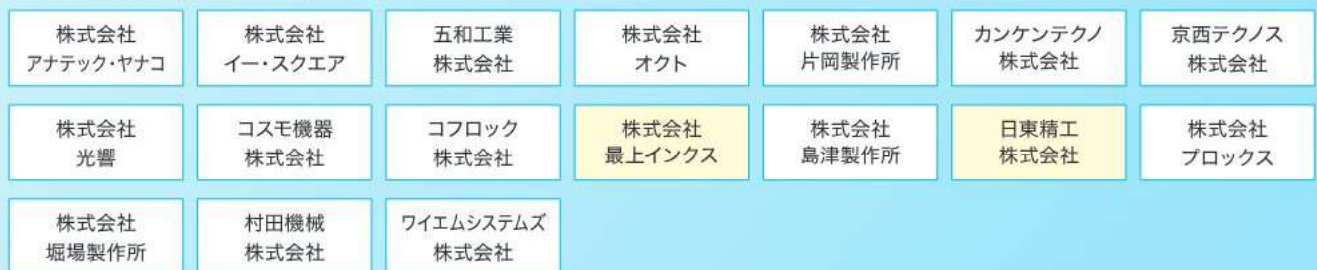 株式会社
アナテック・ヤナコ
株式会社
イー・スクエア
五和工業
株式会社
株式会社
オクト
株式会社
片岡製作所
カンケンテクノ
株式会社
京西テクノス
株式会社
株式会社
光響
コスモ機器
株式会社
コフロック
株式会社
株式会社
最上インクス
株式会社
島津製作所
日東精工
株式会社
株式会社
プロックス
株式会社
堀場製作所
村田機械
株式会社
ワイエムシステムズ
株式会社